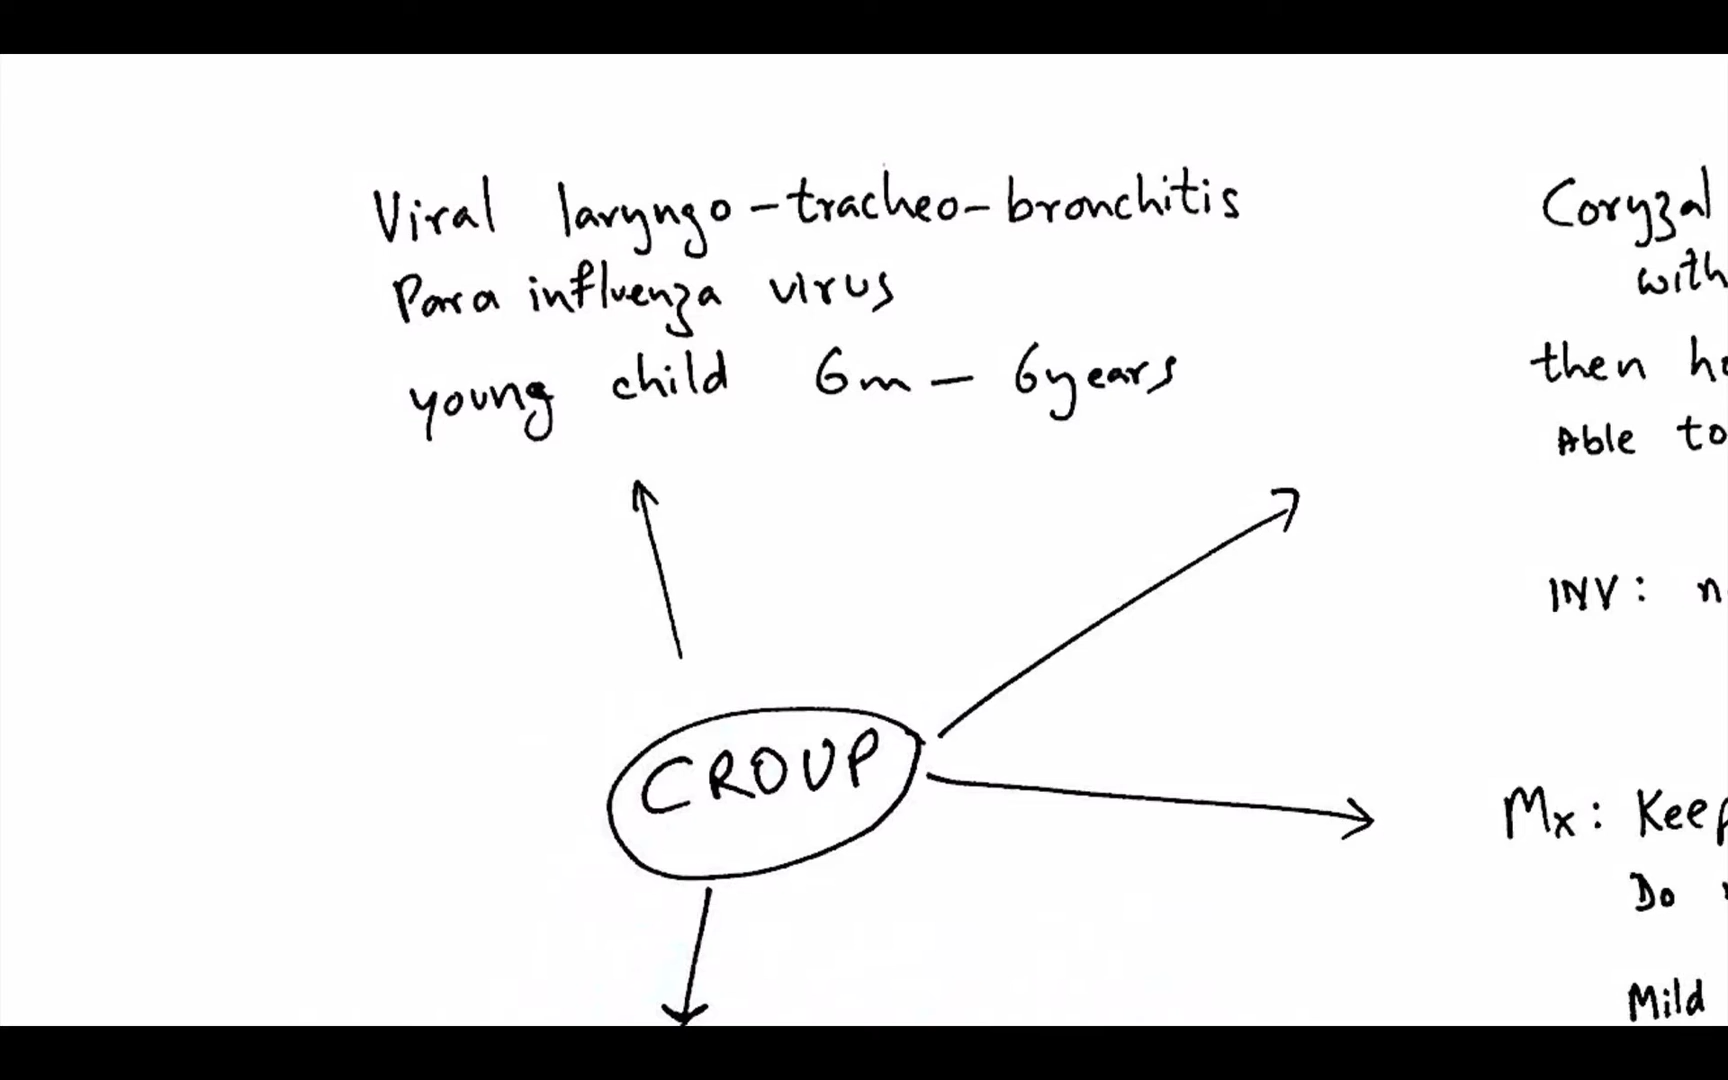 Viral laryngo-tracheo-bronchitis
Para influenza virus
young child 6m - 6years
CROUP
Coryzal
with
then
Able to
INV:
Mx: Keep
Do
Mild